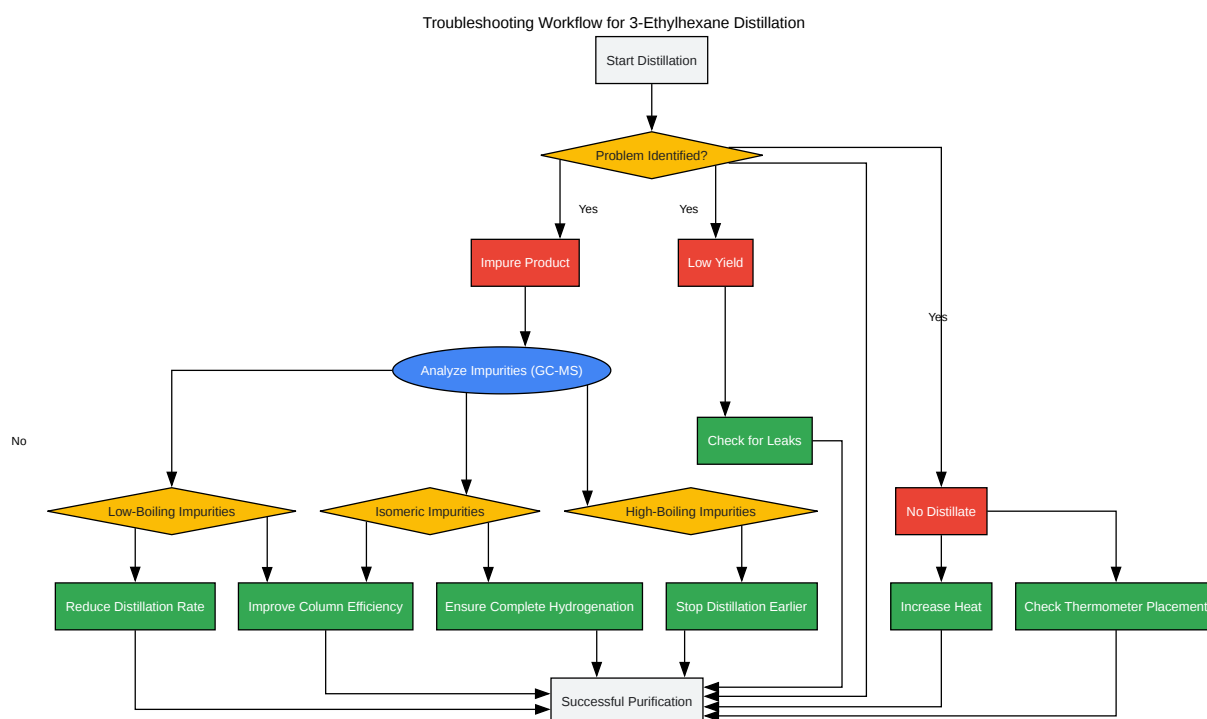 Troubleshooting Workflow for 3-Ethylhexane Distillation
Start Distillation
Problem Identified?
Yes
Yes
Impure Product
Low Yield
Yes
Analyze Impurities (GC-MS)
No
Check for Leaks
Low-Boiling Impurities
Isomeric Impurities
High-Boiling Impurities
No Distillate
Reduce Distillation Rate
Improve Column Efficiency
Ensure Complete Hydrogenation
Stop Distillation Earlier
Increase Heat
Check Thermometer Placement
Successful Purification